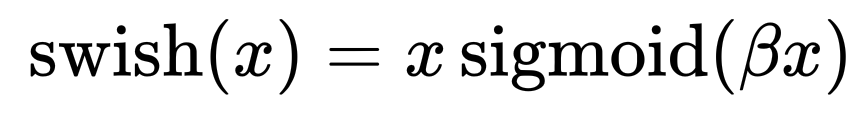 swish(x) = x sigmoid(βx)